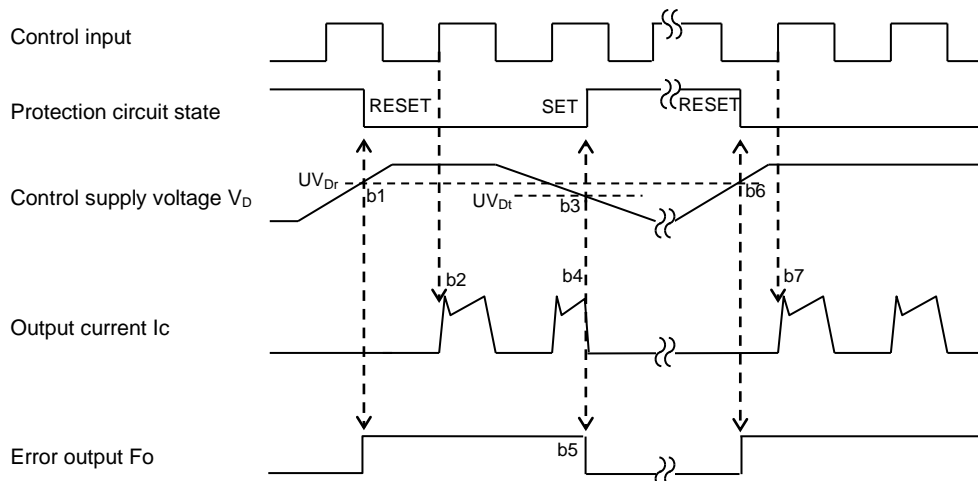 Control input
Protection circuit state
RESET
SET
RESET
Control supply voltage VD
UVDr
b1
UVDt
b3
b6
Output current Ic
b2
b4
b7
Error output Fo
b5